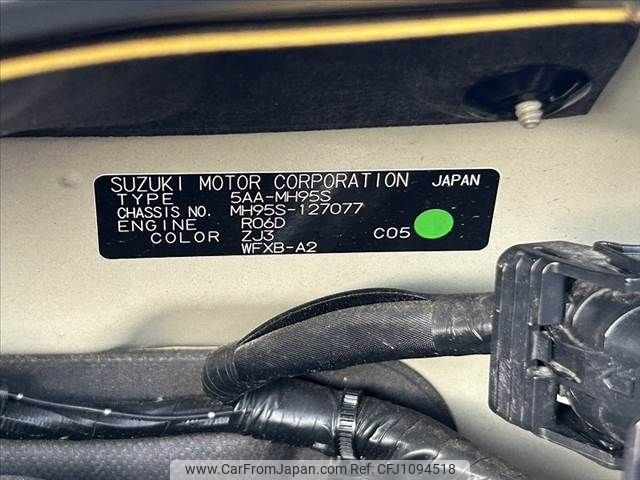 SUZUKI MOTOR CORPORATION JAPAN
TYPE 5AA-MH95S
CHASSIS NO. MH95S-127077
ENGINE R06D
COLOR ZJ3 C05
WFXB-A2
www.CarFromJapan.com Ref No: CFJ1094518